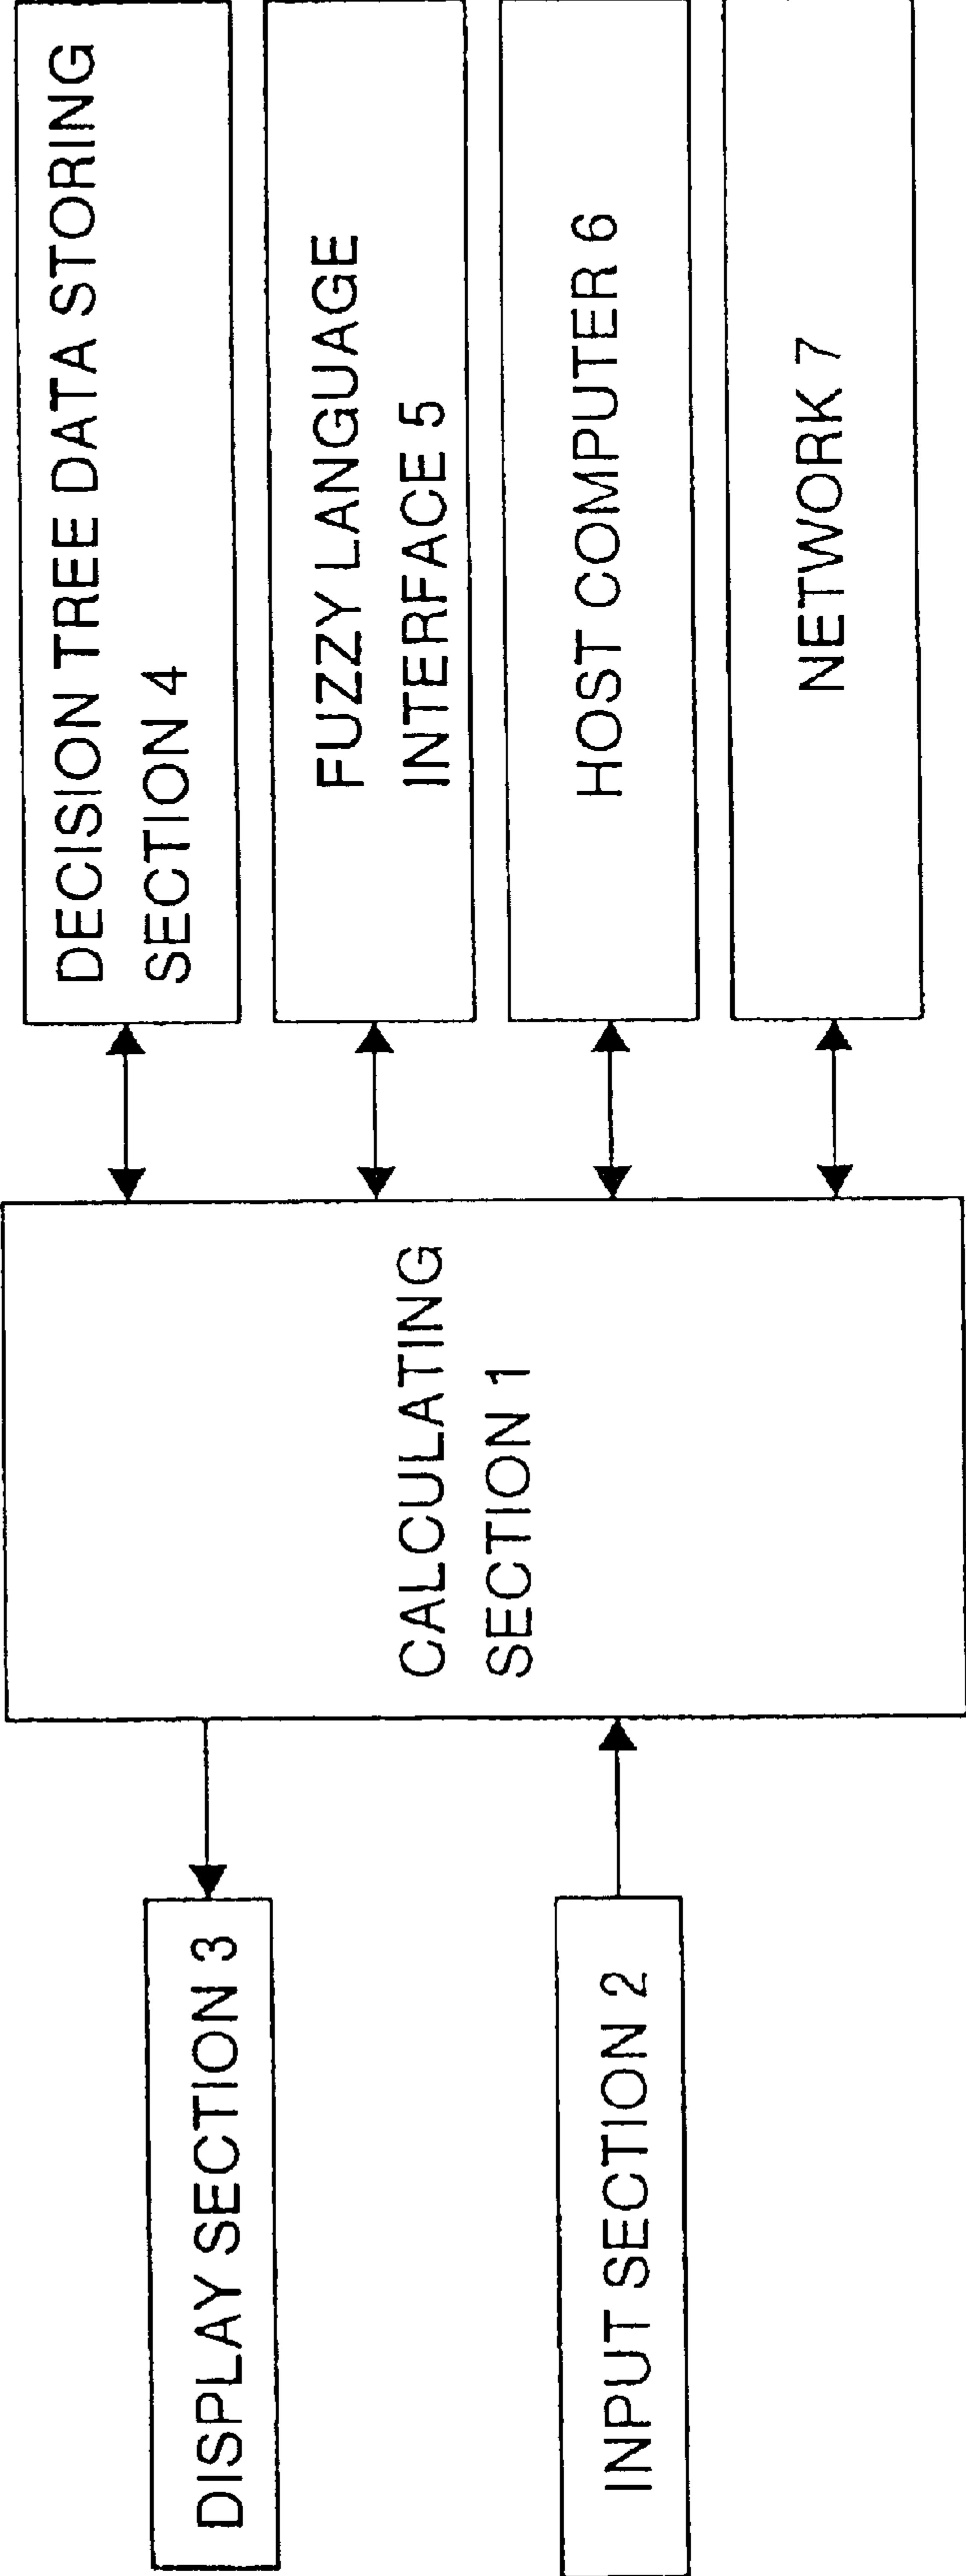 DISPLAY SECTION 3
INPUT SECTION 2
CALCULATING
SECTION 1
DECISION TREE DATA STORING
SECTION 4
FUZZY LANGUAGE
INTERFACE 5
HOST COMPUTER 6
NETWORK 7